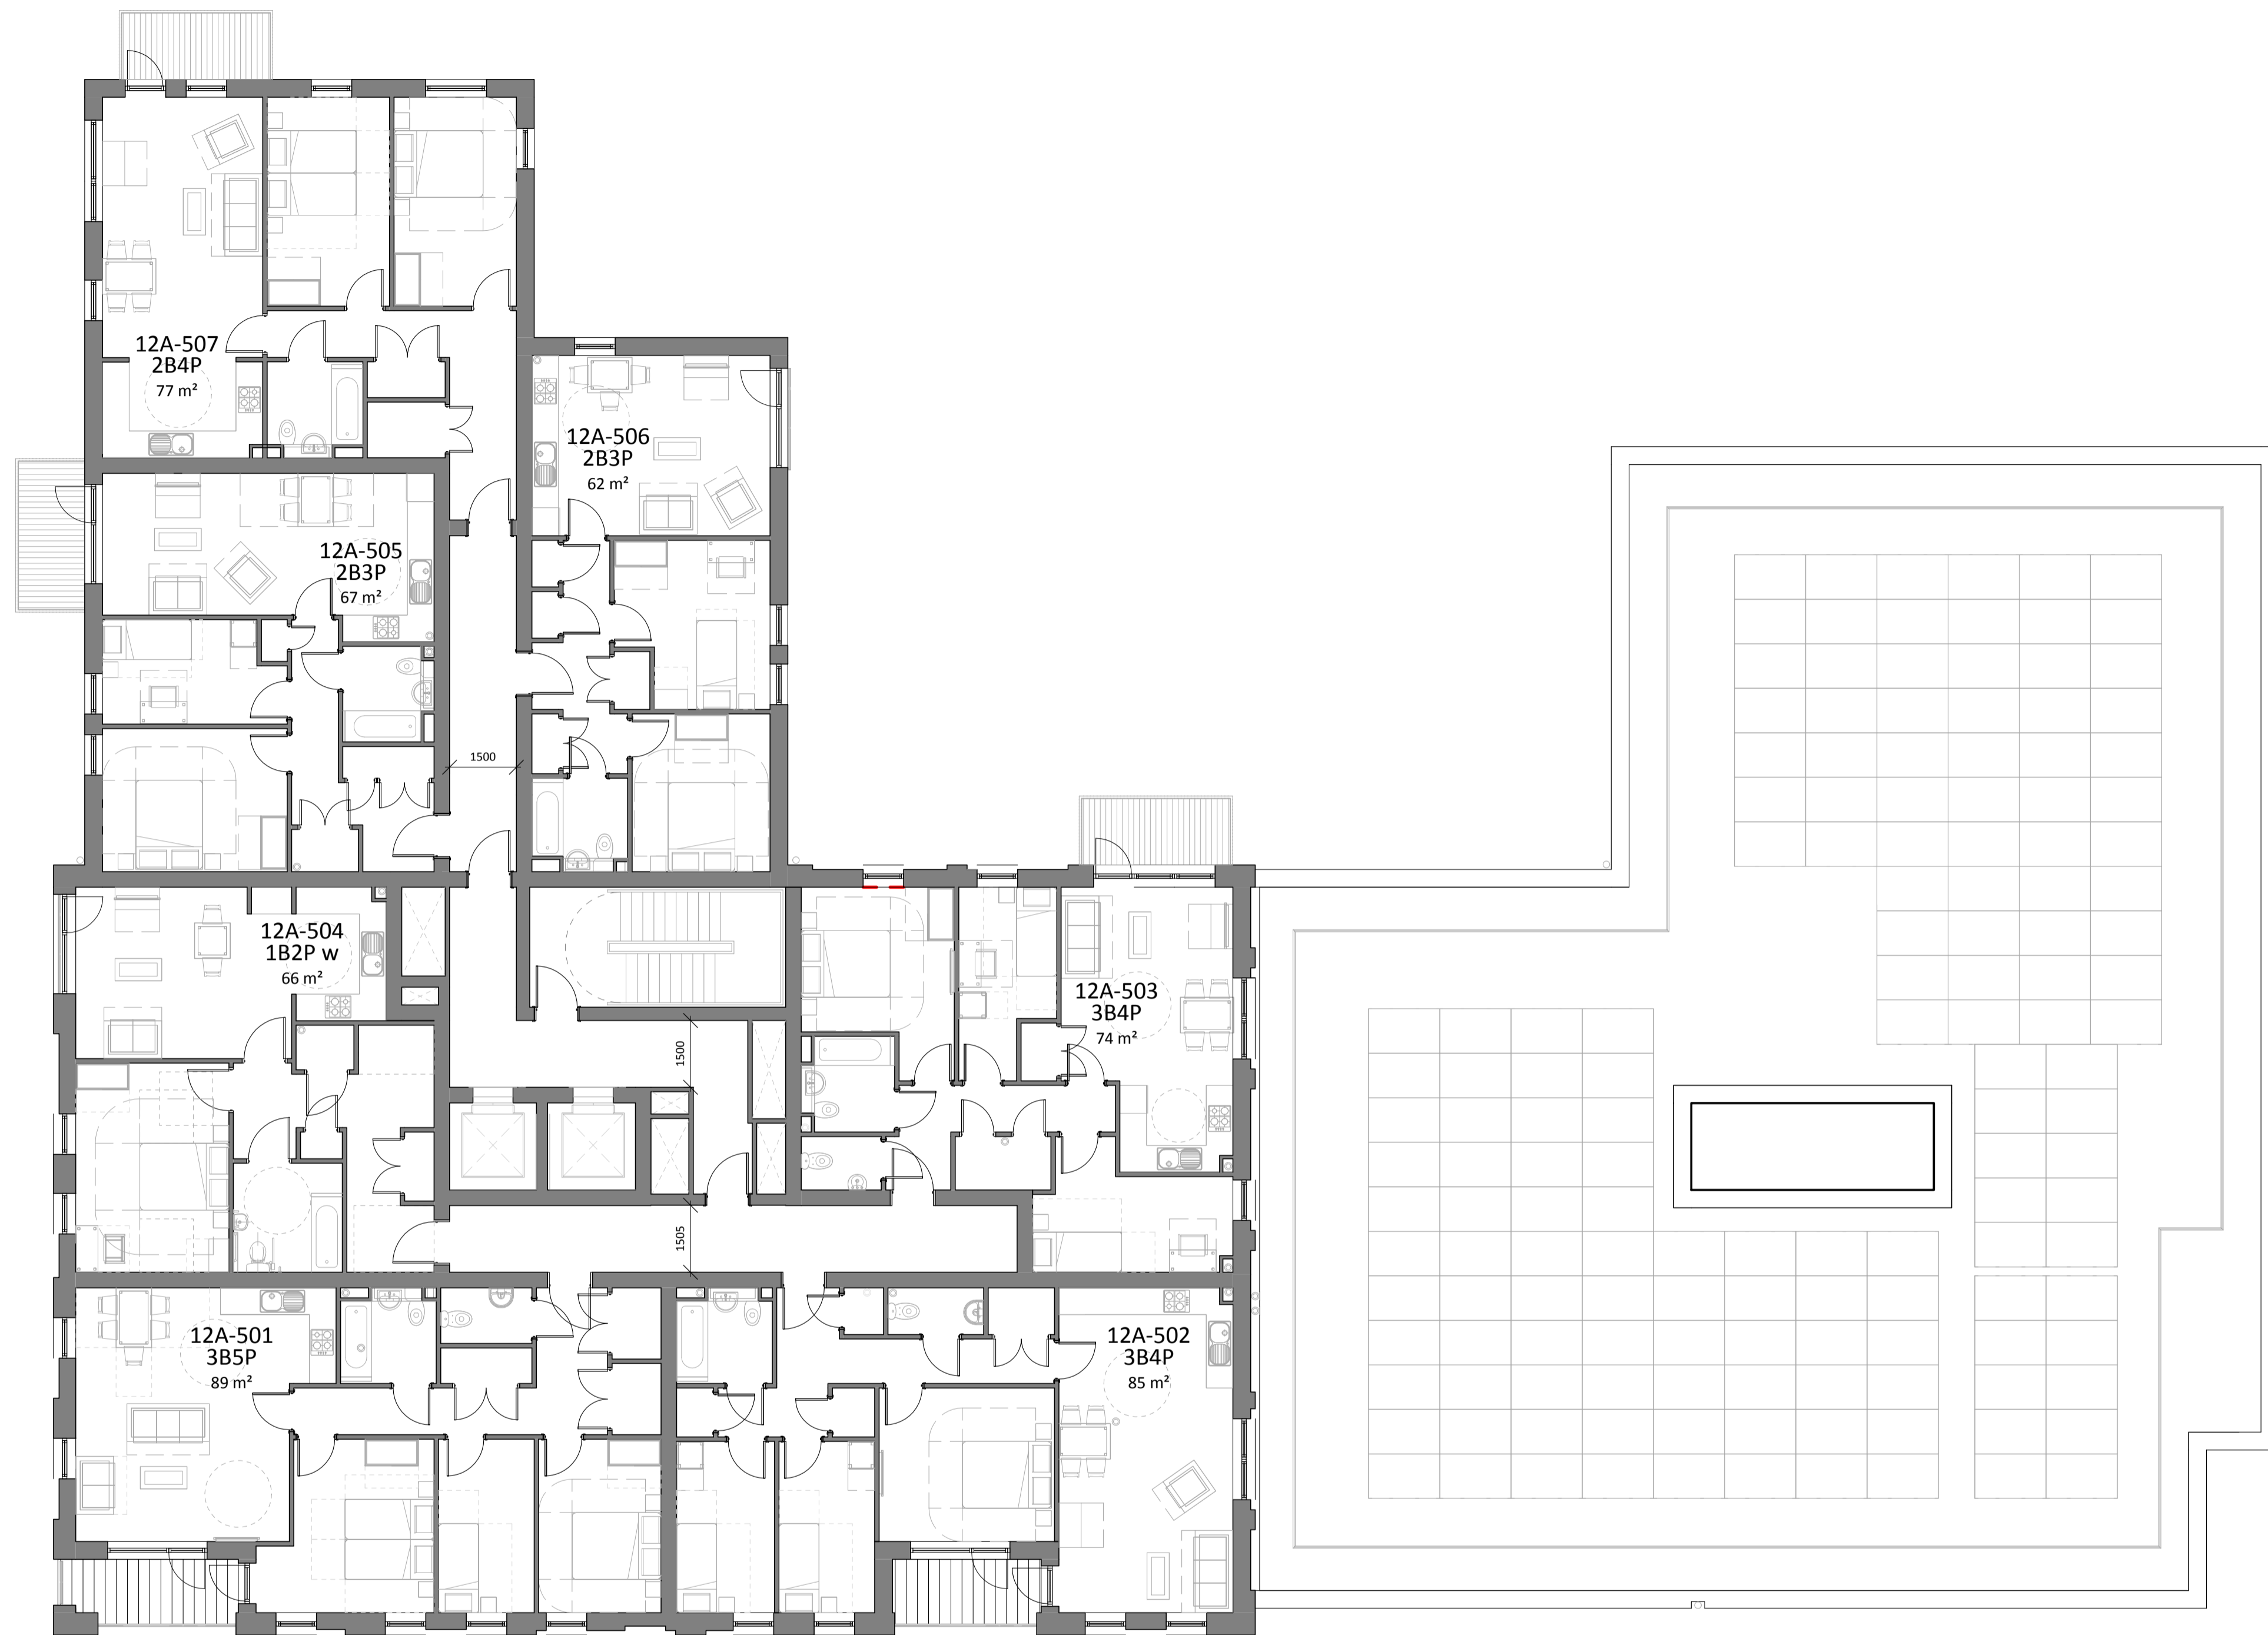 12A-507
2B4P
77 m²
12A-506
2B3P
62 m²
12A-505
2B3P
67 m²
1500
12A-504
1B2P w
66 m²
12A-503
3B4P
74 m²
1500
1505
12A-501
3B5P
89 m²
12A-502
3B4P
85 m²